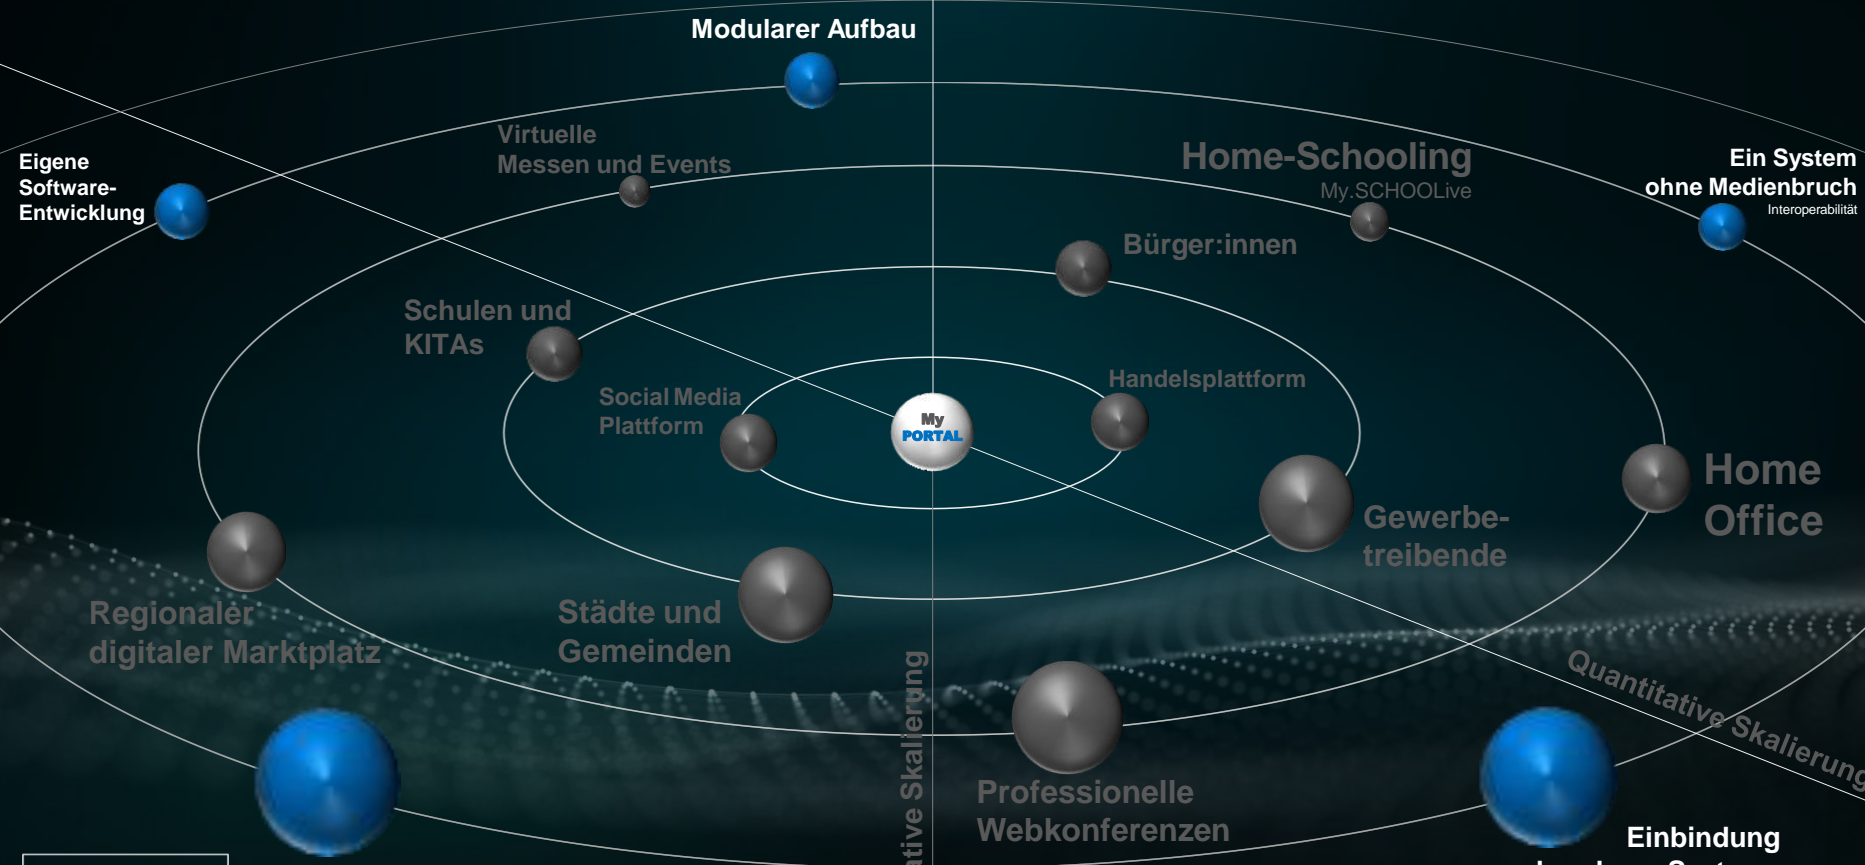 Modularer Aufbau
Virtuelle
Messen und Events
Home-Schooling
My.SCHOOLive
Eigene
Software-
Entwicklung
Ein System
ohne Medienbruch
Interoperabilität
Bürger:innen
Schulen und
KITAs
Social Media
Plattform
Handelsplattform
My
PORTAL
Home
Office
Gewerbe-
treibende
Regionaler
digitaler Marktplatz
Städte und
Gemeinden
Quantitative Skalierung
Skalierung
Professionelle
Webkonferenzen
Einbindung